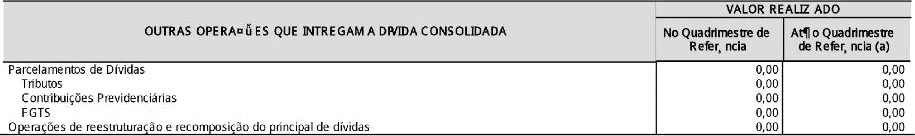 VALOR REALIZ ADO
OUTRAS OPERA¤ŨES QUE INTREGAM A DIVIDA CONSOLIDADA
No Quadrimestre de Refer, ncia
At¶ o Quadrimestre de Refer, ncia (a)
Parcelamentos de Dívidas 0,00 0,00
Tributos 0,00 0,00
Contribuições Previdenciárias 0,00 0,00
FGTS 0,00 0,00
Operações de reestruturação e recomposição do principal de dívidas 0,00 0,00